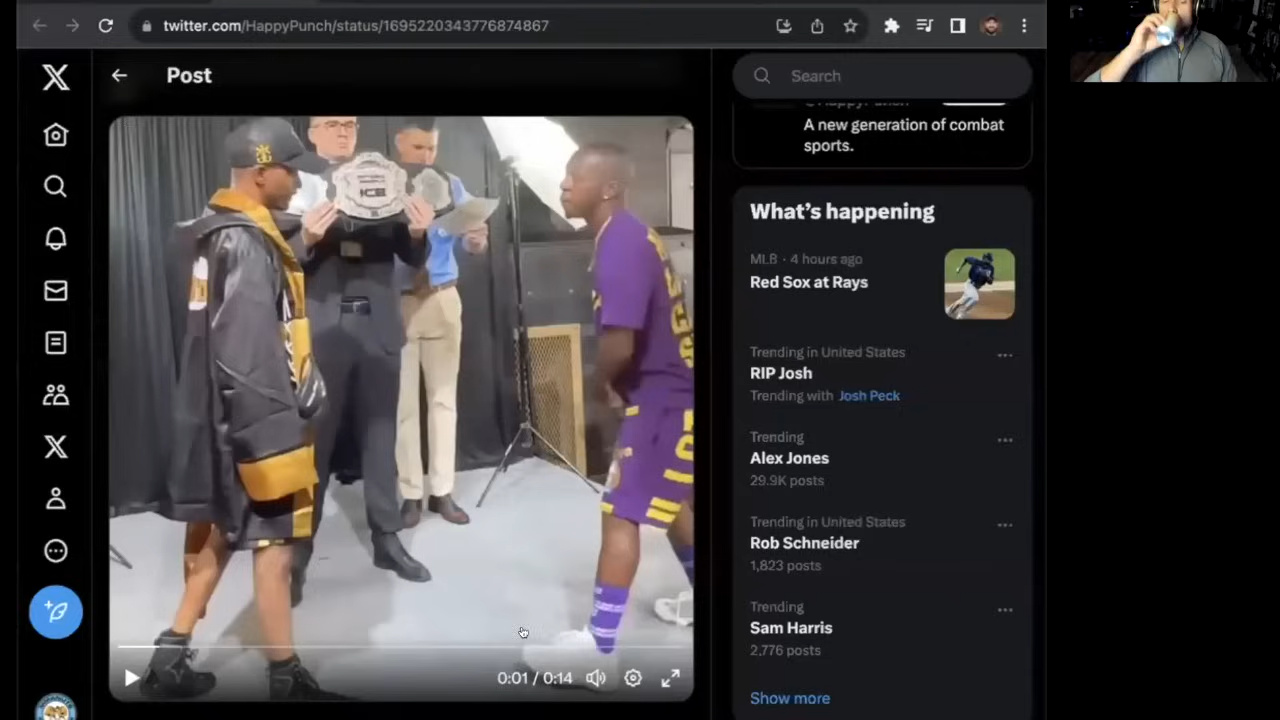 twitter.com/HappyPunch/status/1695220343776874867
Post
Search
@HappyPunch
A new generation of combat
sports.
ICE
What's happening
MLB · 4 hours ago
Red Sox at Rays
Trending in United States
RIP Josh
Trending with Josh Peck
Trending
Alex Jones
29.9K posts
Trending in United States
Rob Schneider
1,823 posts
Trending
Sam Harris
2,776 posts
Show more
0:01 / 0:14